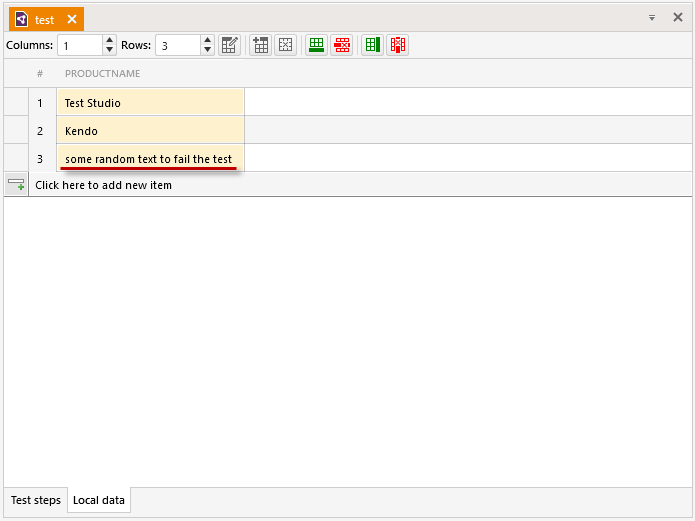 test
Columns: 1 Rows: 3
# PRODUCTNAME
1 Test Studio
2 Kendo
3 some random text to fail the test
Click here to add new item
Test steps Local data